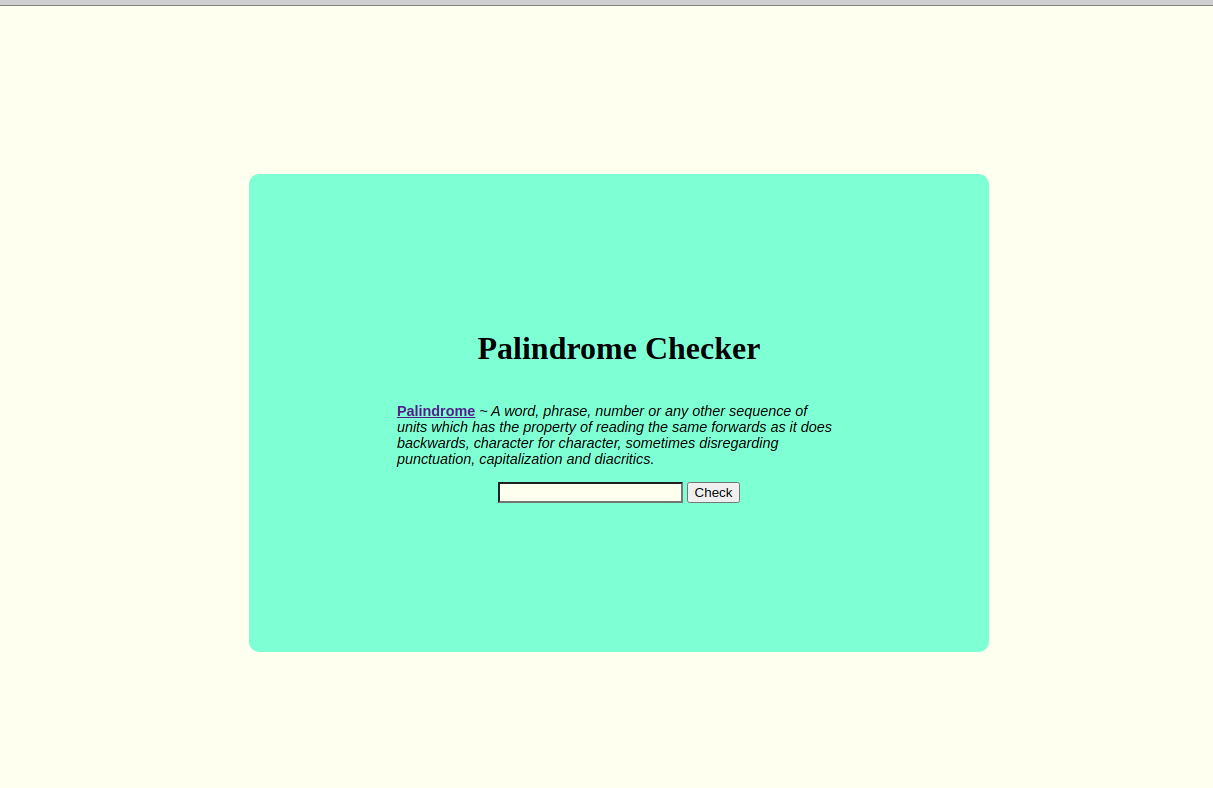 Palindrome Checker
Palindrome ~ A word, phrase, number or any other sequence of
units which has the property of reading the same forwards as it does
backwards, character for character, sometimes disregarding
punctuation, capitalization and diacritics.
Check